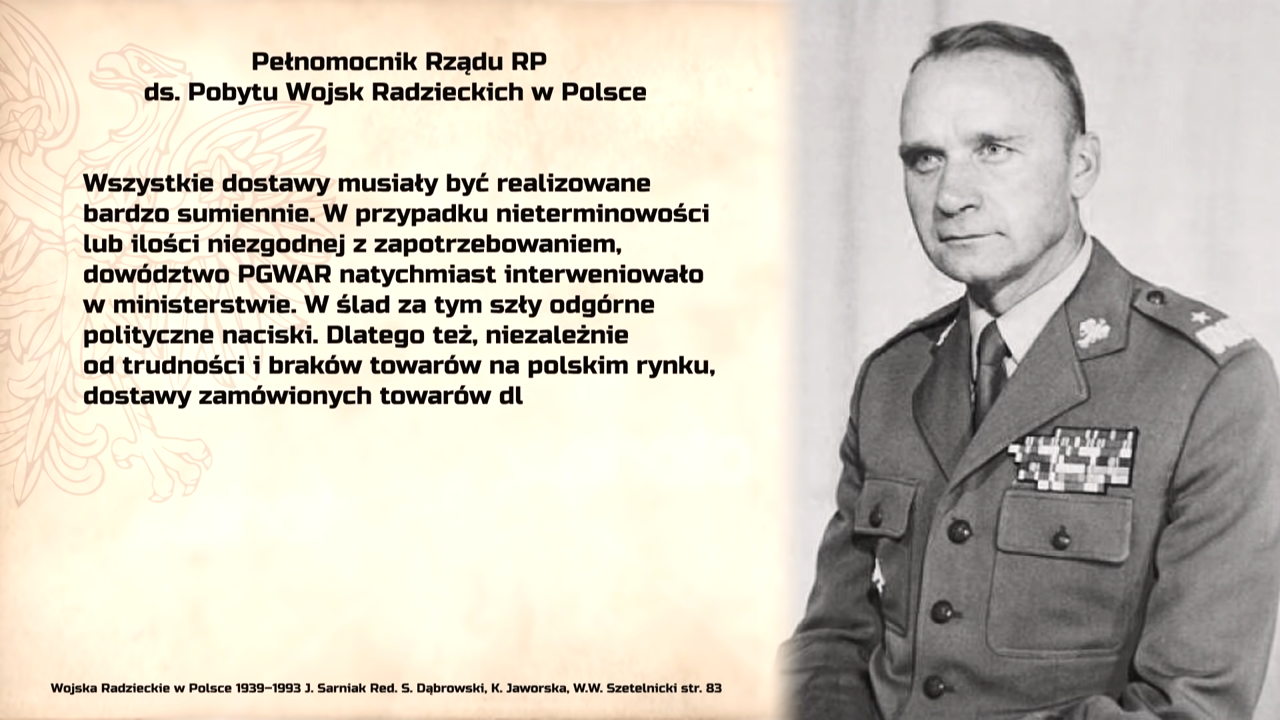 Pełnomocnik Rządu RP
ds. Pobytu Wojsk Radzieckich w Polsce
Wszystkie dostawy musiały być realizowane
bardzo sumiennie. W przypadku nieterminowości
lub ilości niezgodnej z zapotrzebowaniem,
dowództwo PGWAR natychmiast interweniowało
w ministerstwie. W ślad za tym szły odgórne
polityczne naciski. Dlatego też, niezależnie
od trudności i braków towarów na polskim rynku,
dostawy zamówionych towarów dl
Wojska Radzieckie w Polsce 1939–1993 J. Sarniak Red. S. Dąbrowski, K. Jaworska, W.W. Szetelnicki str. 83